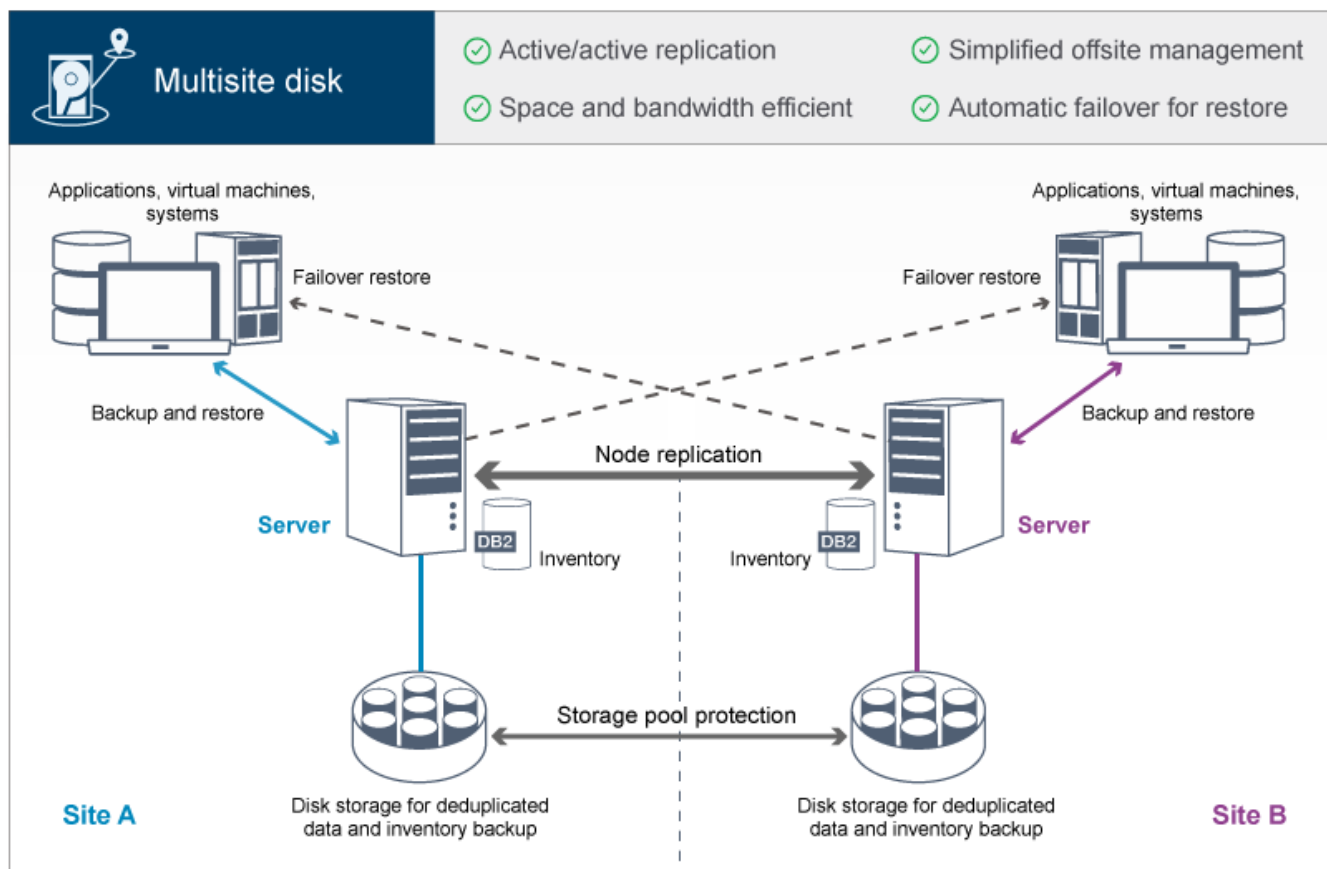 Multisite disk
Active/active replication
Simplified offsite management
Space and bandwidth efficient
Automatic failover for restore
Applications, virtual machines,
systems
Applications, virtual machines,
systems
Failover restore
Failover restore
Backup and restore
Backup and restore
Node replication
Server
Server
DB2
Inventory
DB2
Inventory
Storage pool protection
Disk storage for deduplicated
data and inventory backup
Disk storage for deduplicated
data and inventory backup
Site A
Site B